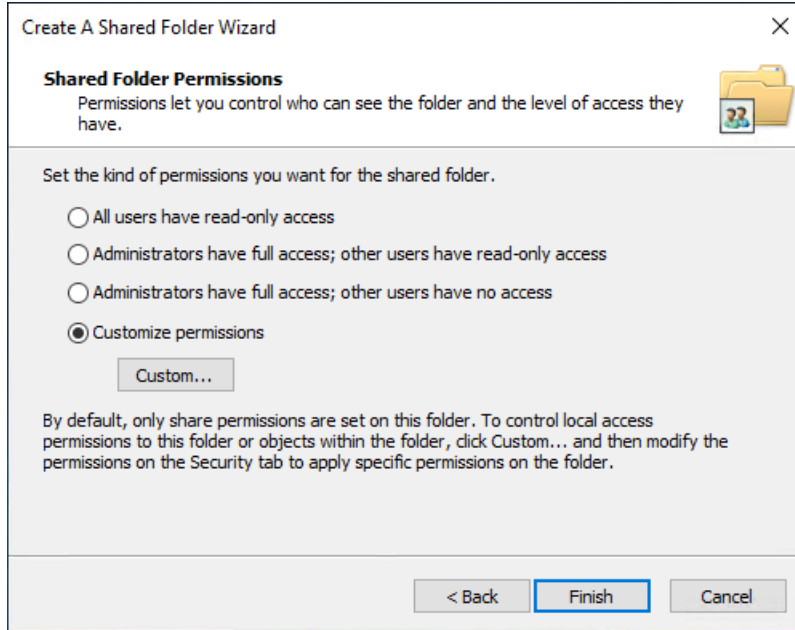 Create A Shared Folder Wizard
Shared Folder Permissions
Permissions let you control who can see the folder and the level of access they
have.
Set the kind of permissions you want for the shared folder.
All users have read-only access
Administrators have full access; other users have read-only access
Administrators have full access; other users have no access
Customize permissions
Custom...
By default, only share permissions are set on this folder. To control local access
permissions to this folder or objects within the folder, click Custom... and then modify the
permissions on the Security tab to apply specific permissions on the folder.
< Back
Finish
Cancel